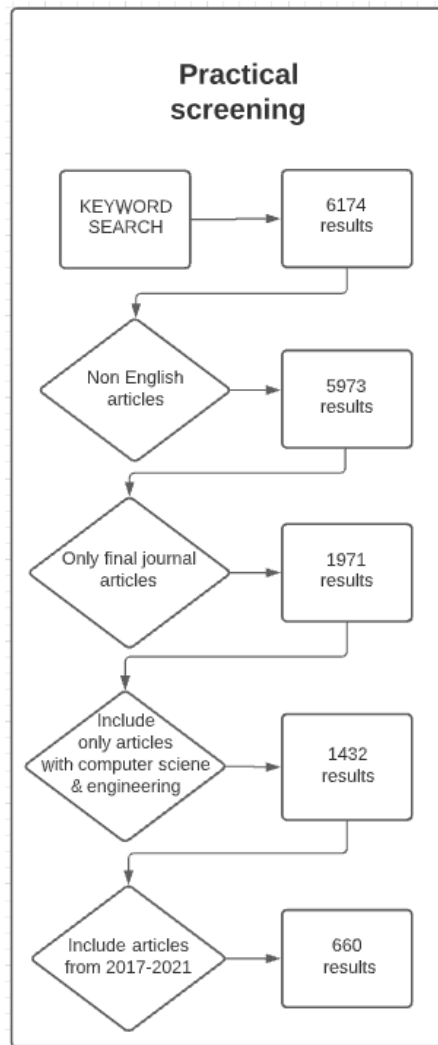 Practical
screening
KEYWORD
SEARCH
6174
results
Non English
articles
5973
results
Only final journal
articles
1971
results
Include
only articles
with computer sciene
& engineering
1432
results
Include articles
from 2017-2021
660
results